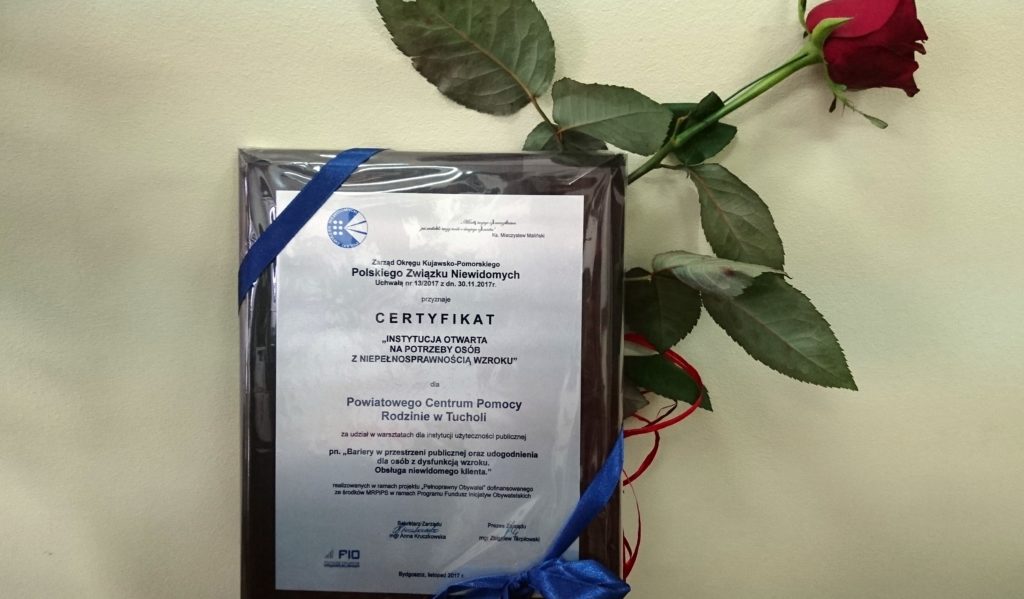 Ks. Mieczysław Maliński
Zarząd Okręgu Kujawsko-Pomorskiego
Polskiego Związku Niewidomych
Uchwałą nr 13/2017 z dn. 30.11.2017r.
przyznaje
CERTYFIKAT
„INSTYTUCJA OTWARTA
NA POTRZEBY OSÓB
Z NIEPEŁNOSPRAWNOŚCIĄ WZROKU"
dla
Powiatowego Centrum Pomocy
Rodzinie w Tucholi
za udział w warsztatach dla instytucji użyteczności publicznej
pn. „Bariery w przestrzeni publicznej oraz udogodnienia
dla osób z dysfunkcją wzroku.
Obsługa niewidomego klienta."
realizowanych w ramach projektu „Pełnoprawny Obywatel" dofinansowanego
ze środków MRPiPS w ramach Programu Fundusz Inicjatyw Obywatelskich
Sekretarz Zarządu
Prezes Zarządu
mgr Anna Kruczkowska
mgr Zbigniew Terpiłowski
FIO
Bydgoszcz, listopad 2017 r.